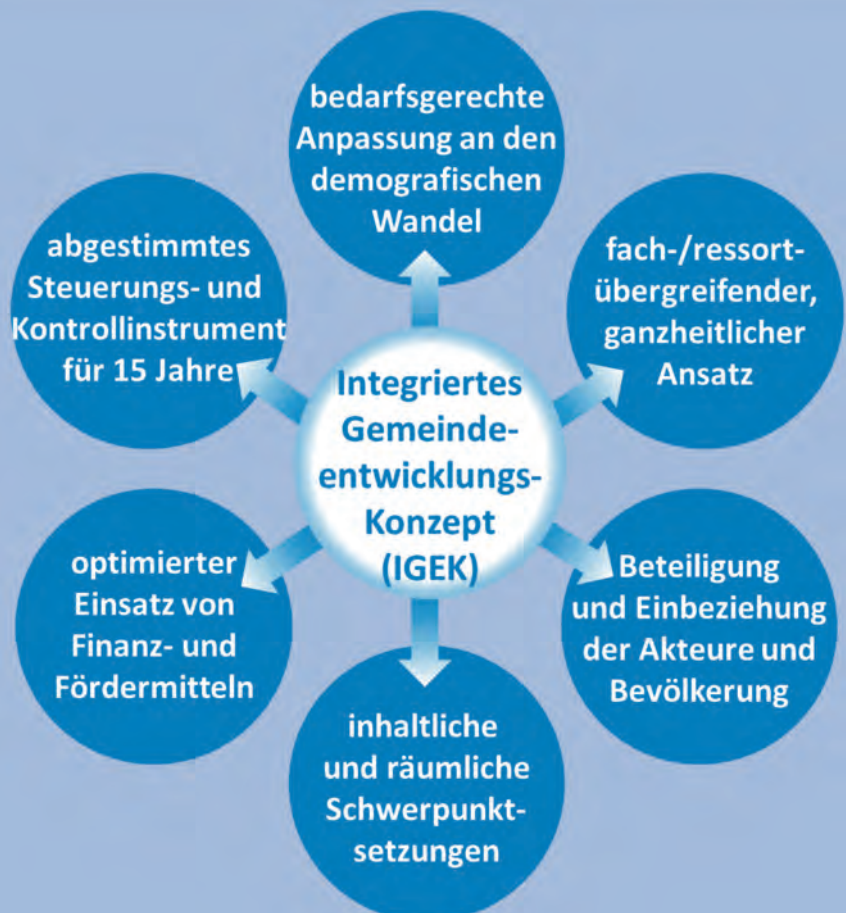 bedarfsgerechte
Anpassung an den
demografischen
Wandel
abgestimmtes
Steuerungs- und
Kontrollinstrument
für 15 Jahre
fach-/ressort-
übergreifender,
ganzheitlicher
Ansatz
Integriertes
Gemeinde-
entwicklungs-
Konzept
(IGEK)
optimierter
Einsatz von
Finanz- und
Fördermitteln
Beteiligung
und Einbeziehung
der Akteure und
Bevölkerung
inhaltliche
und räumliche
Schwerpunkt-
setzungen